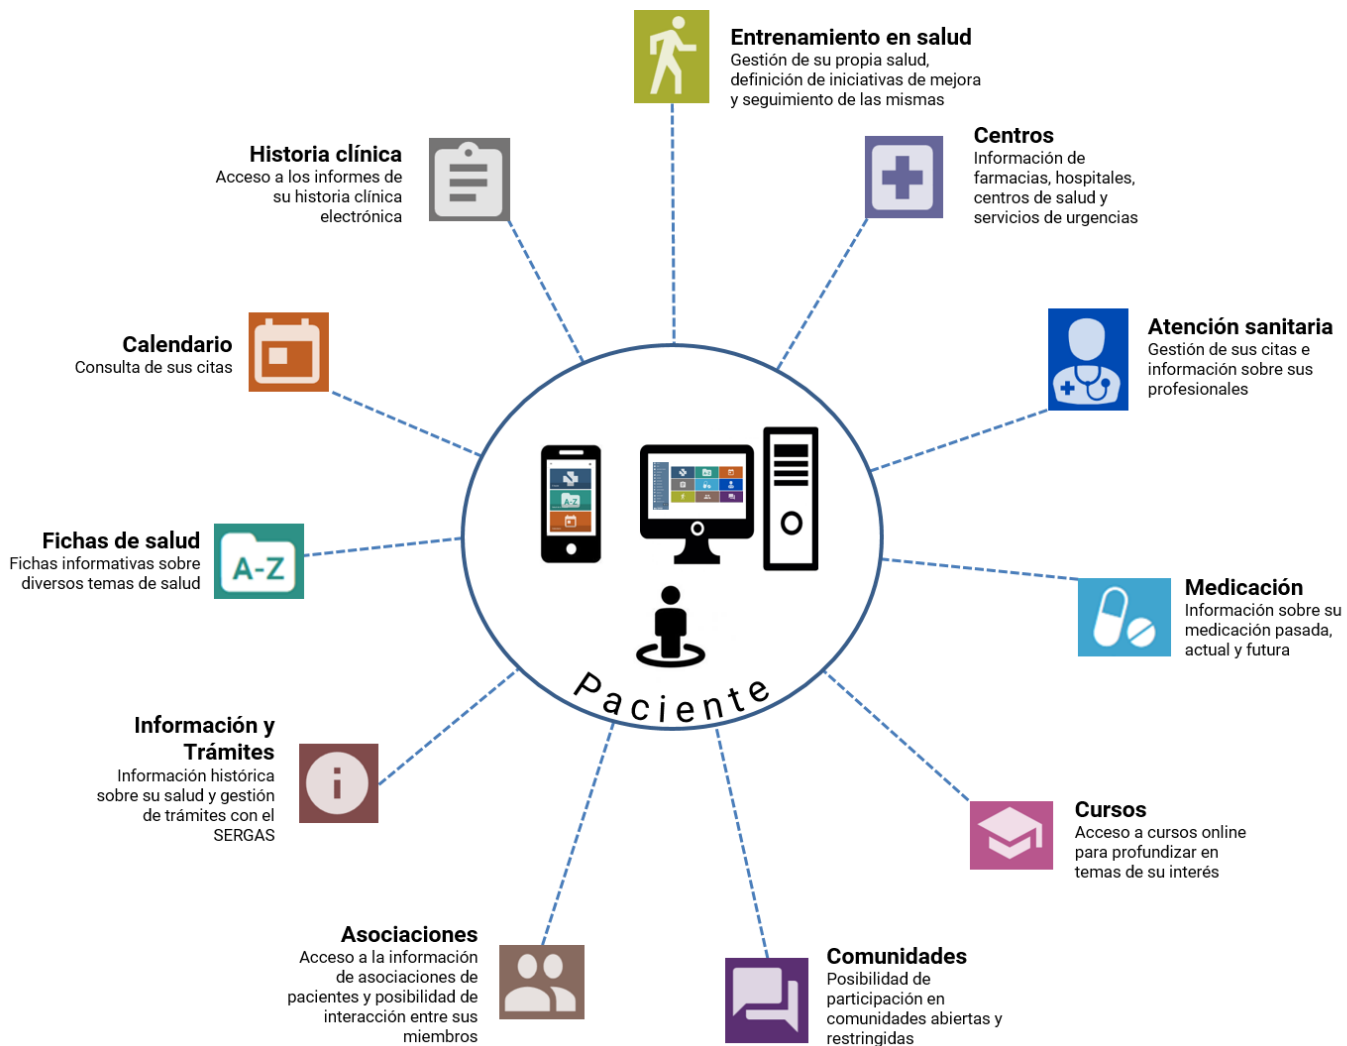 Entrenamiento en salud
Gestión de su propia salud,
definición de iniciativas de mejora
y seguimiento de las mismas
Centros
Información de
farmacias, hospitales,
centros de salud y
servicios de urgencias
Historia clínica
Acceso a los informes de
su historia clínica
electrónica
Atención sanitaria
Gestión de sus citas e
información sobre sus
profesionales
Calendario
Consulta de sus citas
Fichas de salud
Fichas informativas sobre
diversos temas de salud
A-Z
A-Z
Medicación
Información sobre su
medicación pasada,
actual y futura
Paciente
Información y
Trámites
Información histórica
sobre su salud y gestión
de trámites con el
SERGAS
i
Cursos
Acceso a cursos online
para profundizar en
temas de su interés
Asociaciones
Acceso a la información
de asociaciones de
pacientes y posibilidad de
interacción entre sus
miembros
Comunidades
Posibilidad de
participación en
comunidades abiertas y
restringidas